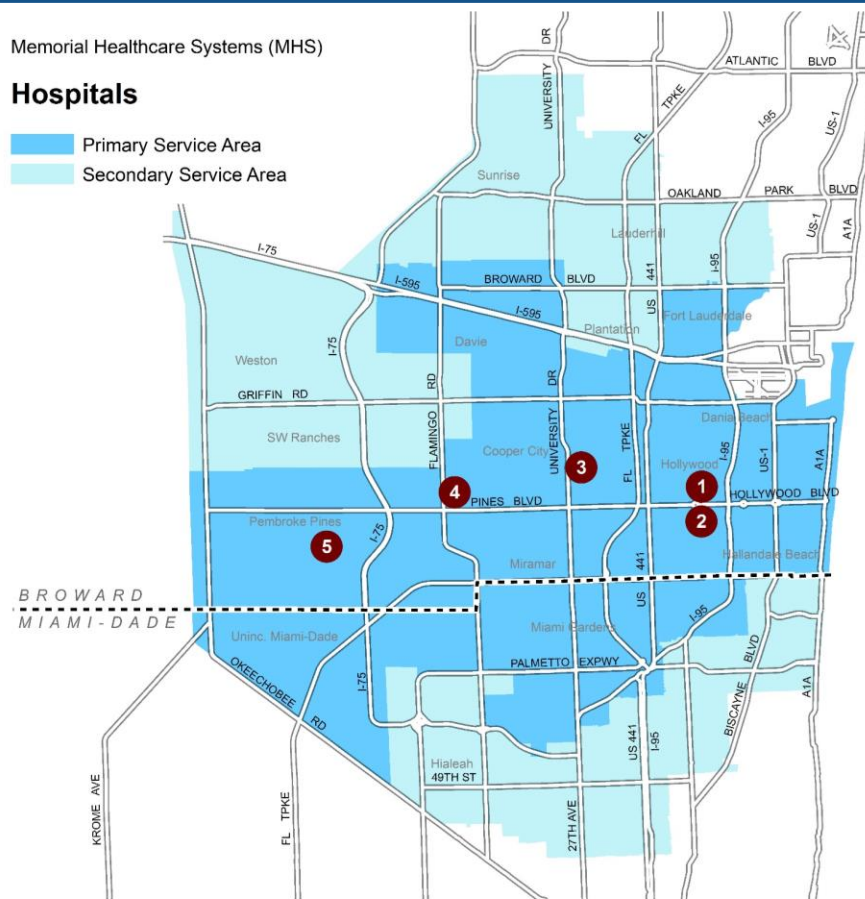 Memorial Healthcare Systems (MHS)
Hospitals
Primary Service Area
Secondary Service Area
UNIVERSITY DR
FL TPKE
ATLANTIC BLVD
I-95
US-1
Sunrise
OAKLAND PARK BLVD
US-1
A1A
Lauderhill
I-75
I-595
BROWARD BLVD
US 441
I-95
I-595
Fort Lauderdale
Plantation
Davie
I-75
Weston
FLAMINGO RD
UNIVERSITY DR
GRIFFIN RD
Dania Beach
SW Ranches
Cooper City
FL TPKE
Hollywood
I-95
US-1
A1A
3
1
4
PINES BLVD
HOLLYWOOD BLVD
2
Pembroke Pines
5
I-75
Miramar
US 441
Hallandale Beach
BROWARD
MIAMI-DADE
I-95
Uninc. Miami-Dade
Miami Gardens
PALMETTO EXPWY
OKEECHOBEE RD
I-75
BISCAYNE BLVD
A1A
US 441
I-95
Hialeah
49TH ST
KROME AVE
FL TPKE
27TH AVE